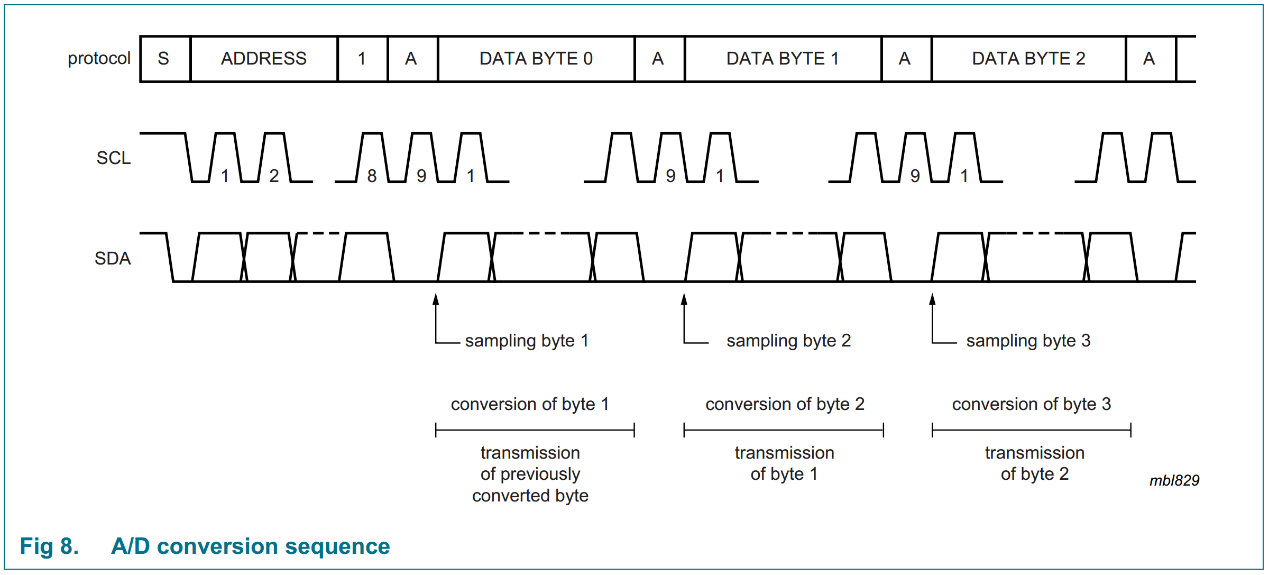 protocol S ADDRESS 1 A DATA BYTE 0 A DATA BYTE 1 A DATA BYTE 2 A
SCL 1 2 8 9 1 9 1 9 1
SDA
sampling byte 1 sampling byte 2 sampling byte 3
conversion of byte 1 conversion of byte 2 conversion of byte 3
transmission transmission transmission
of previously of byte 1 of byte 2
converted byte
mbl829
Fig 8. A/D conversion sequence